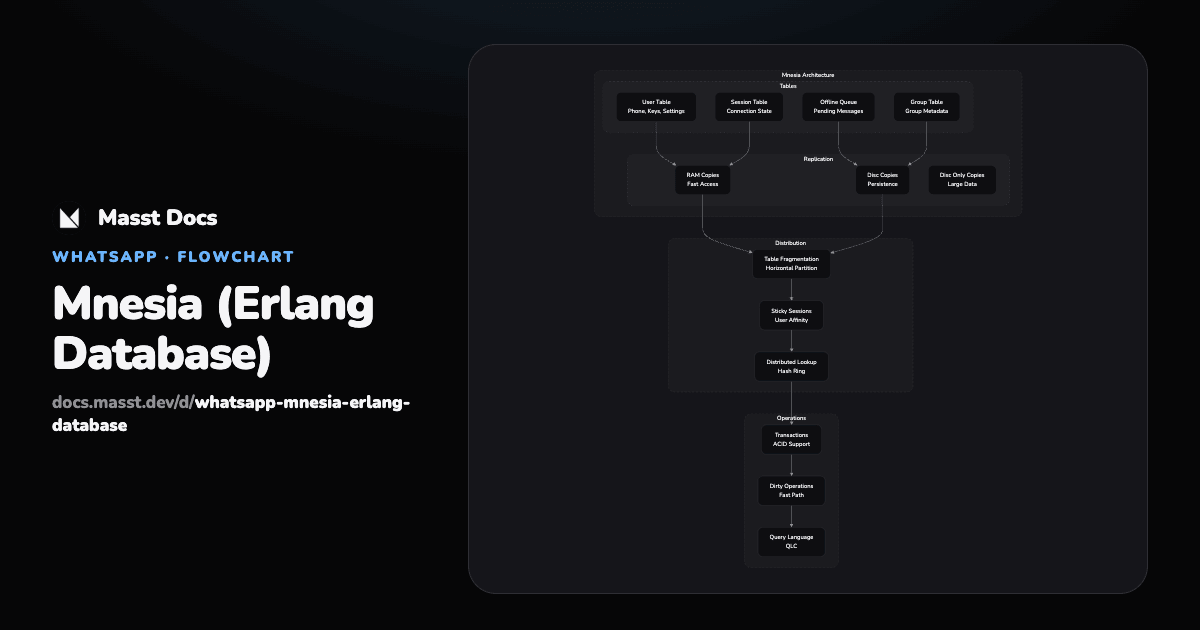 Masst Docs
WHATSAPP · FLOWCHART
Mnesia (Erlang
Database)
docs.masst.dev/d/whatsapp-mnesia-erlang-
database
Mnesia Architecture
Tables
User Table
Phone, Keys, Settings
Session Table
Connection State
Offline Queue
Pending Messages
Group Table
Group Metadata
Replication
RAM Copies
Fast Access
Disc Copies
Persistence
Disc Only Copies
Large Data
Distribution
Table Fragmentation
Horizontal Partition
Sticky Sessions
User Affinity
Distributed Lookup
Hash Ring
Operations
Transactions
ACID Support
Dirty Operations
Fast Path
Query Language
QLC